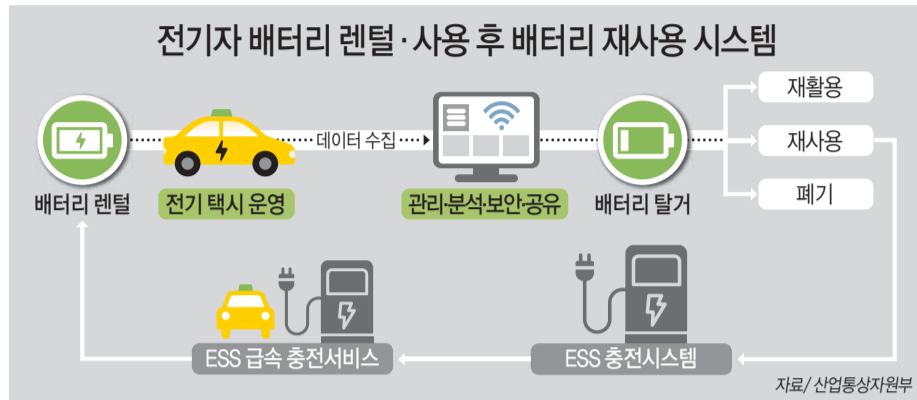 전기자 배터리 렌털·사용 후 배터리 재사용 시스템
배터리 렌털
전기 택시 운영
데이터 수집
관리·분석·보안·공유
배터리 탈거
재활용
재사용
폐기
ESS 급속 충전서비스
ESS 충전시스템
자료/ 산업통상자원부